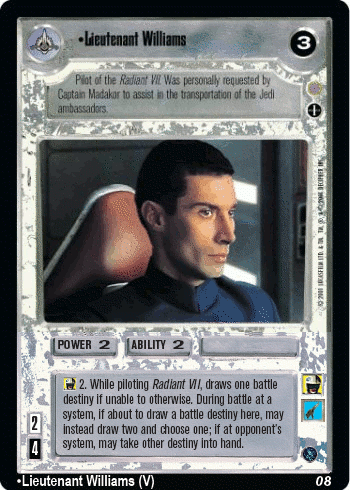 •Lieutenant Williams
3
Pilot of the Radiant VII. Was personally requested by
Captain Madakor to assist in the transportation of the Jedi
ambassadors.
POWER 2 ABILITY 2
2. While piloting Radiant VII, draws one battle
destiny if unable to otherwise. During battle at a
system, if about to draw a battle destiny here, may
instead draw two and choose one; if at opponent's
system, may take other destiny into hand.
2
4
•Lieutenant Williams (V) 08